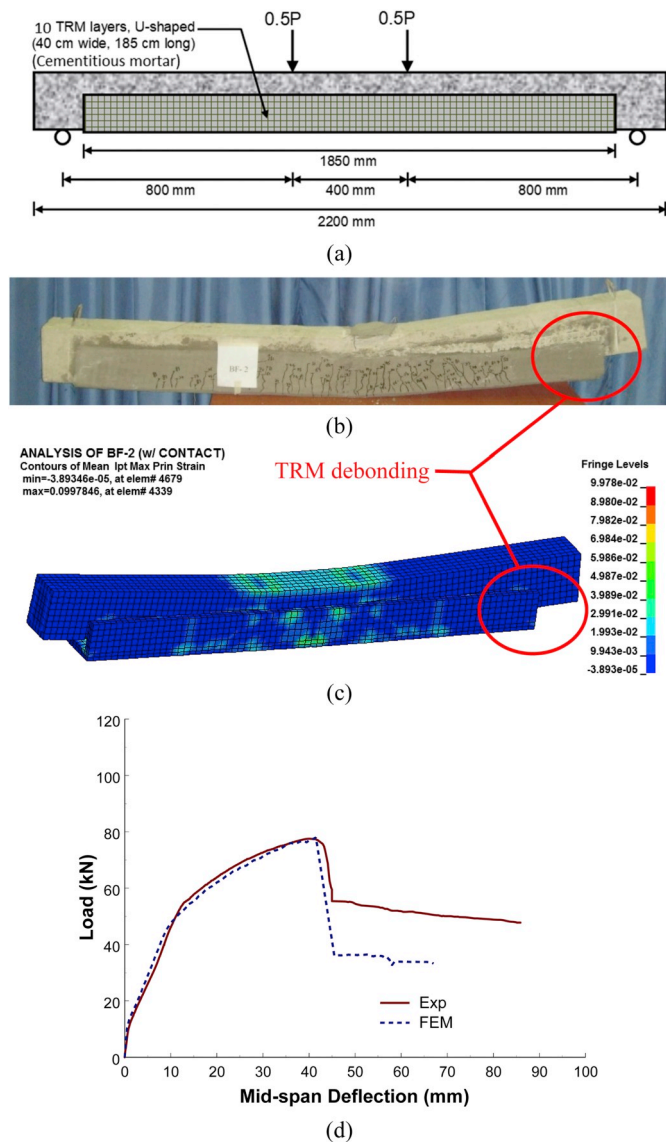 10 TRM layers, U-shaped
(40 cm wide, 185 cm long)
(Cementitious mortar)
0.5P 0.5P
1850 mm
800 mm 400 mm 800 mm
2200 mm
(a)
BF-2
(b)
ANALYSIS OF BF-2 (w/ CONTACT)
Contours of Mean Ipt Max Prin Strain
min=-3.89346e-05, at elem# 4679
max=0.0997846, at elem# 4339
TRM debonding
Fringe Levels
9.978e-02
8.980e-02
7.982e-02
6.984e-02
5.986e-02
4.987e-02
3.989e-02
2.991e-02
1.993e-02
9.943e-03
-3.893e-05
(c)
120
100
80
60
40
20
0
Load (kN)
Exp
FEM
0 10 20 30 40 50 60 70 80 90 100
Mid-span Deflection (mm)
(d)